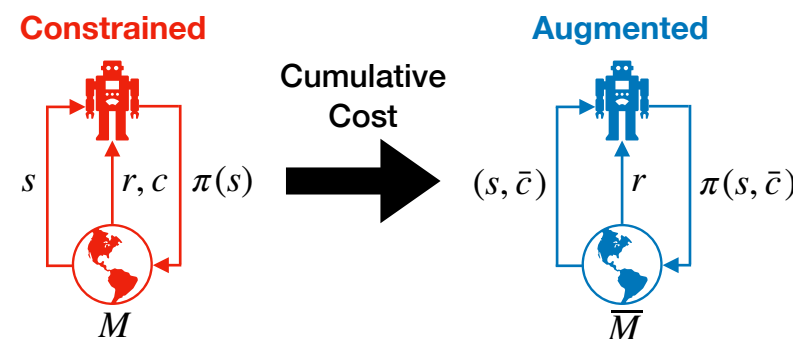 Constrained
Augmented
Cumulative
Cost
s
r, c
π(s)
(s, c̄)
r
π(s, c̄)
M
M̅